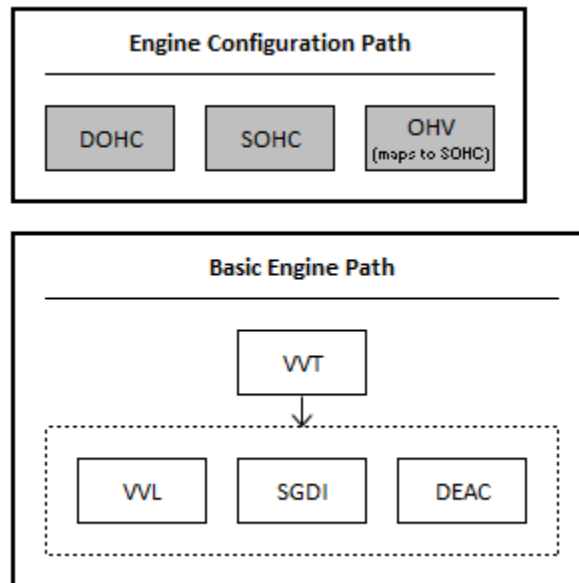 Engine Configuration Path
DOHC
SOHC
OHV
(maps to SOHC)
Basic Engine Path
VVT
VVL
SGDI
DEAC